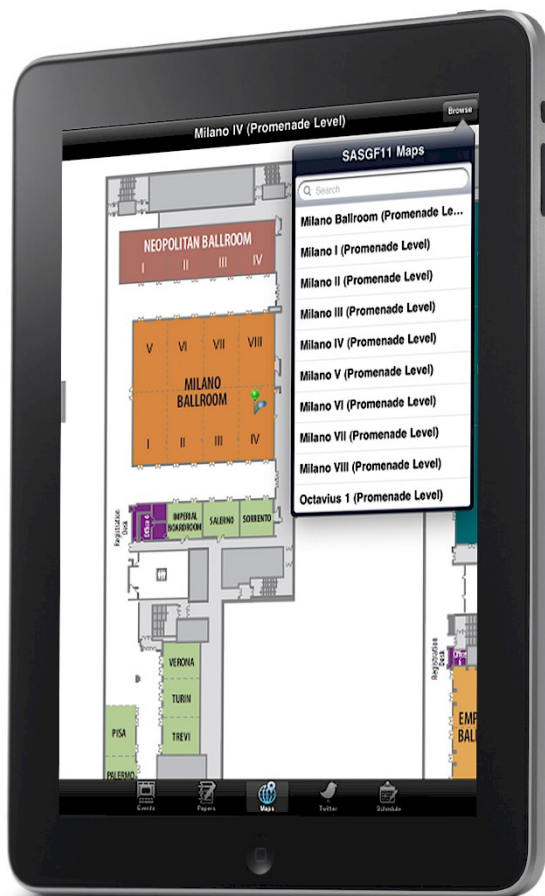 Browse
Milano IV (Promenade Level)
SASGF11 Maps
Search
Milano Ballroom (Promenade Le...
Milano I (Promenade Level)
Milano II (Promenade Level)
Milano III (Promenade Level)
Milano IV (Promenade Level)
Milano V (Promenade Level)
Milano VI (Promenade Level)
Milano VII (Promenade Level)
Milano VIII (Promenade Level)
Octavius 1 (Promenade Level)
NEOPOLITAN BALLROOM
I II III IV
V VI VII VIII
MILANO
BALLROOM
I II III IV
Registration
Desk
Office 4
IMPERIAL
BOARDROOM
SALERNO
SORRENTO
VERONA
TURIN
TREVI
PISA
PALERMO
Registration
Desk
Office
EMP
BAL
Events
Papers
Maps
Twitter
Schedule